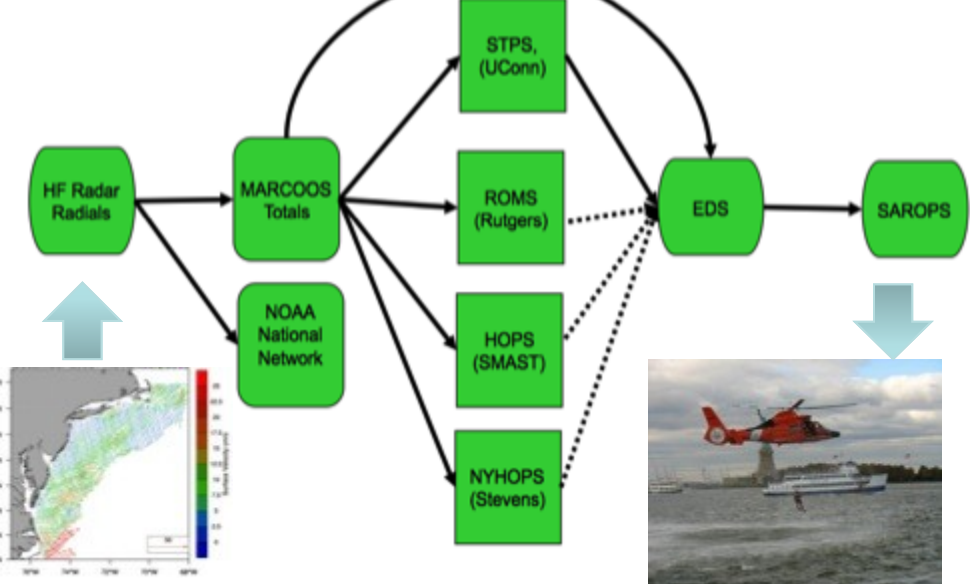 STPS,
(UConn)
HF Radar
Radials
MARCOOS
Totals
ROMS
(Rutgers)
EDS
SAROPS
NOAA
National
Network
HOPS
(SMAST)
NYHOPS
(Stevens)